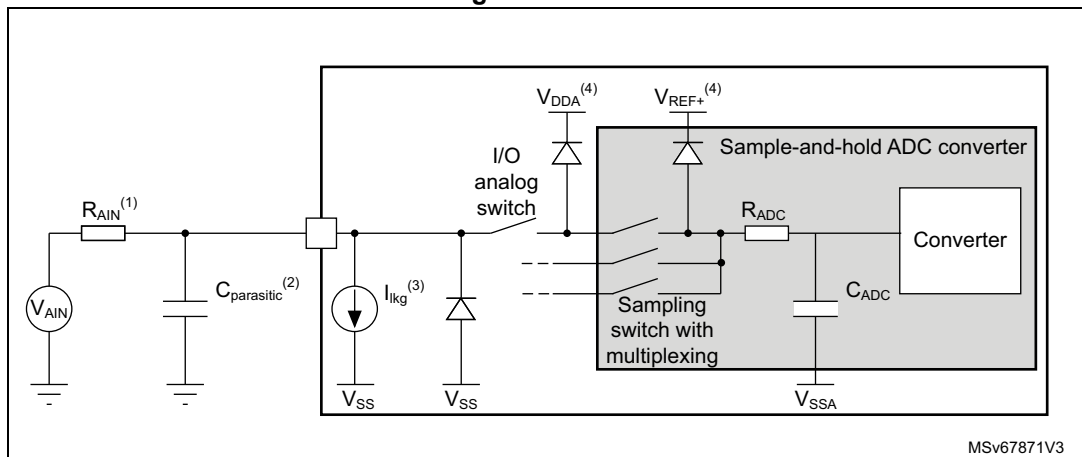 g
V_DDA^(4)
V_REF+^(4)
Sample-and-hold ADC converter
I/O
analog
switch
R_AIN^(1)
R_ADC
Converter
C_parasitic^(2)
I_lkg^(3)
C_ADC
V_AIN
Sampling
switch with
multiplexing
V_SS
V_SS
V_SSA
MSv67871V3